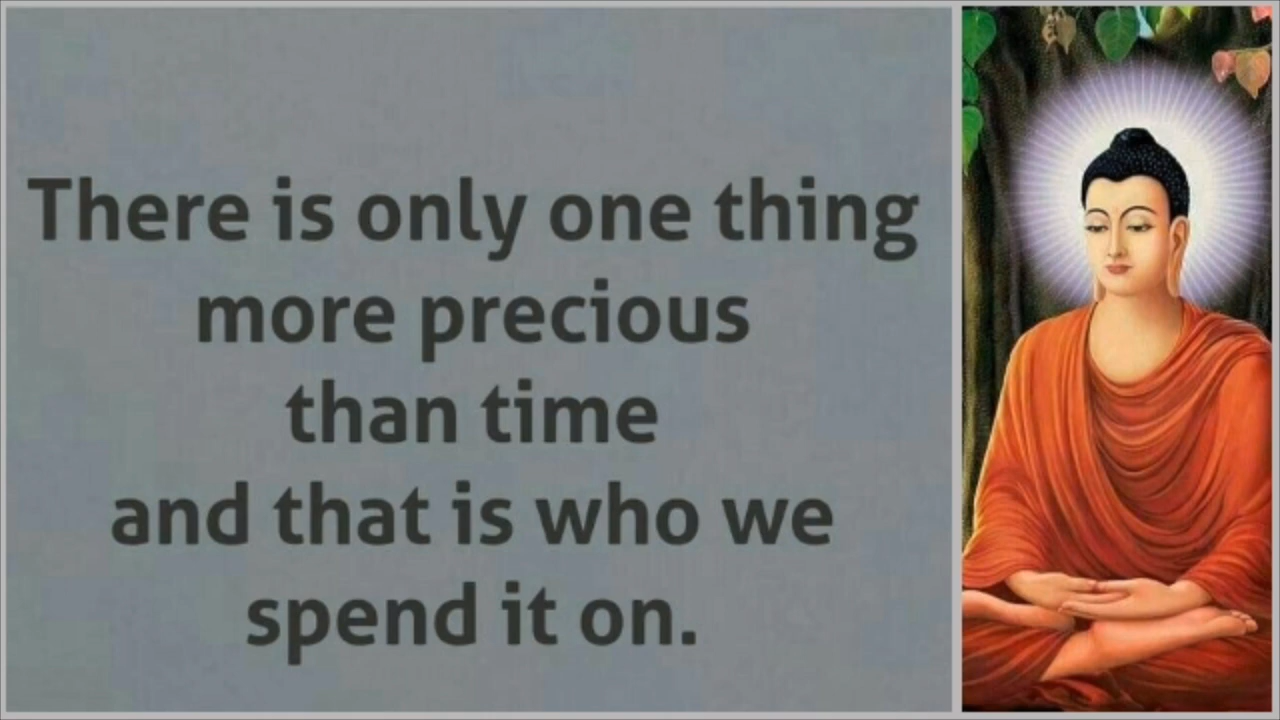 There is only one thing
more precious
than time
and that is who we
spend it on.